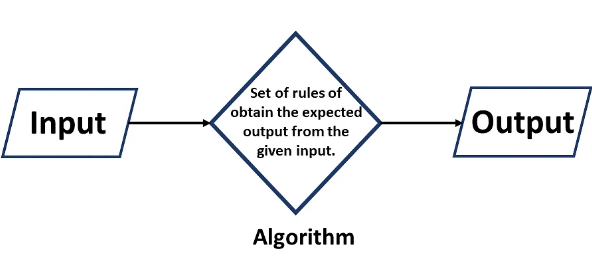 Input
Set of rules of
obtain the expected
output from the
given input.
Output
Algorithm